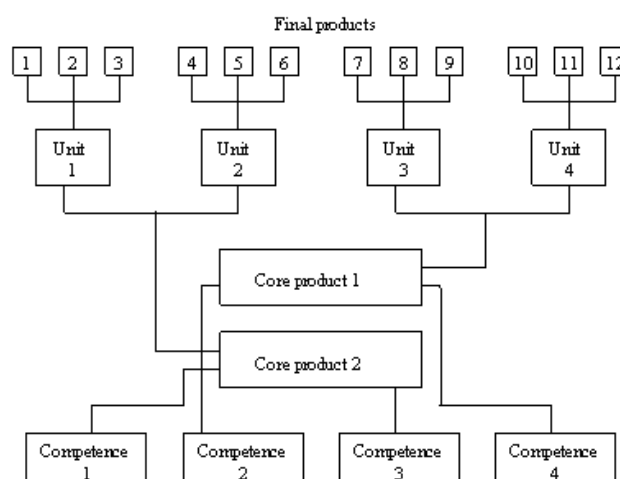 Final products
1 2 3 4 5 6 7 8 9 10 11 12
Unit Unit Unit Unit
1 2 3 4
Core product 1
Core product 2
Competence Competence Competence Competence
1 2 3 4